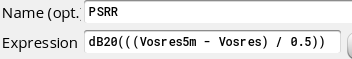 Name (opt. PSRR
Expression dB20(((Vosres5m - Vosres) / 0.5))